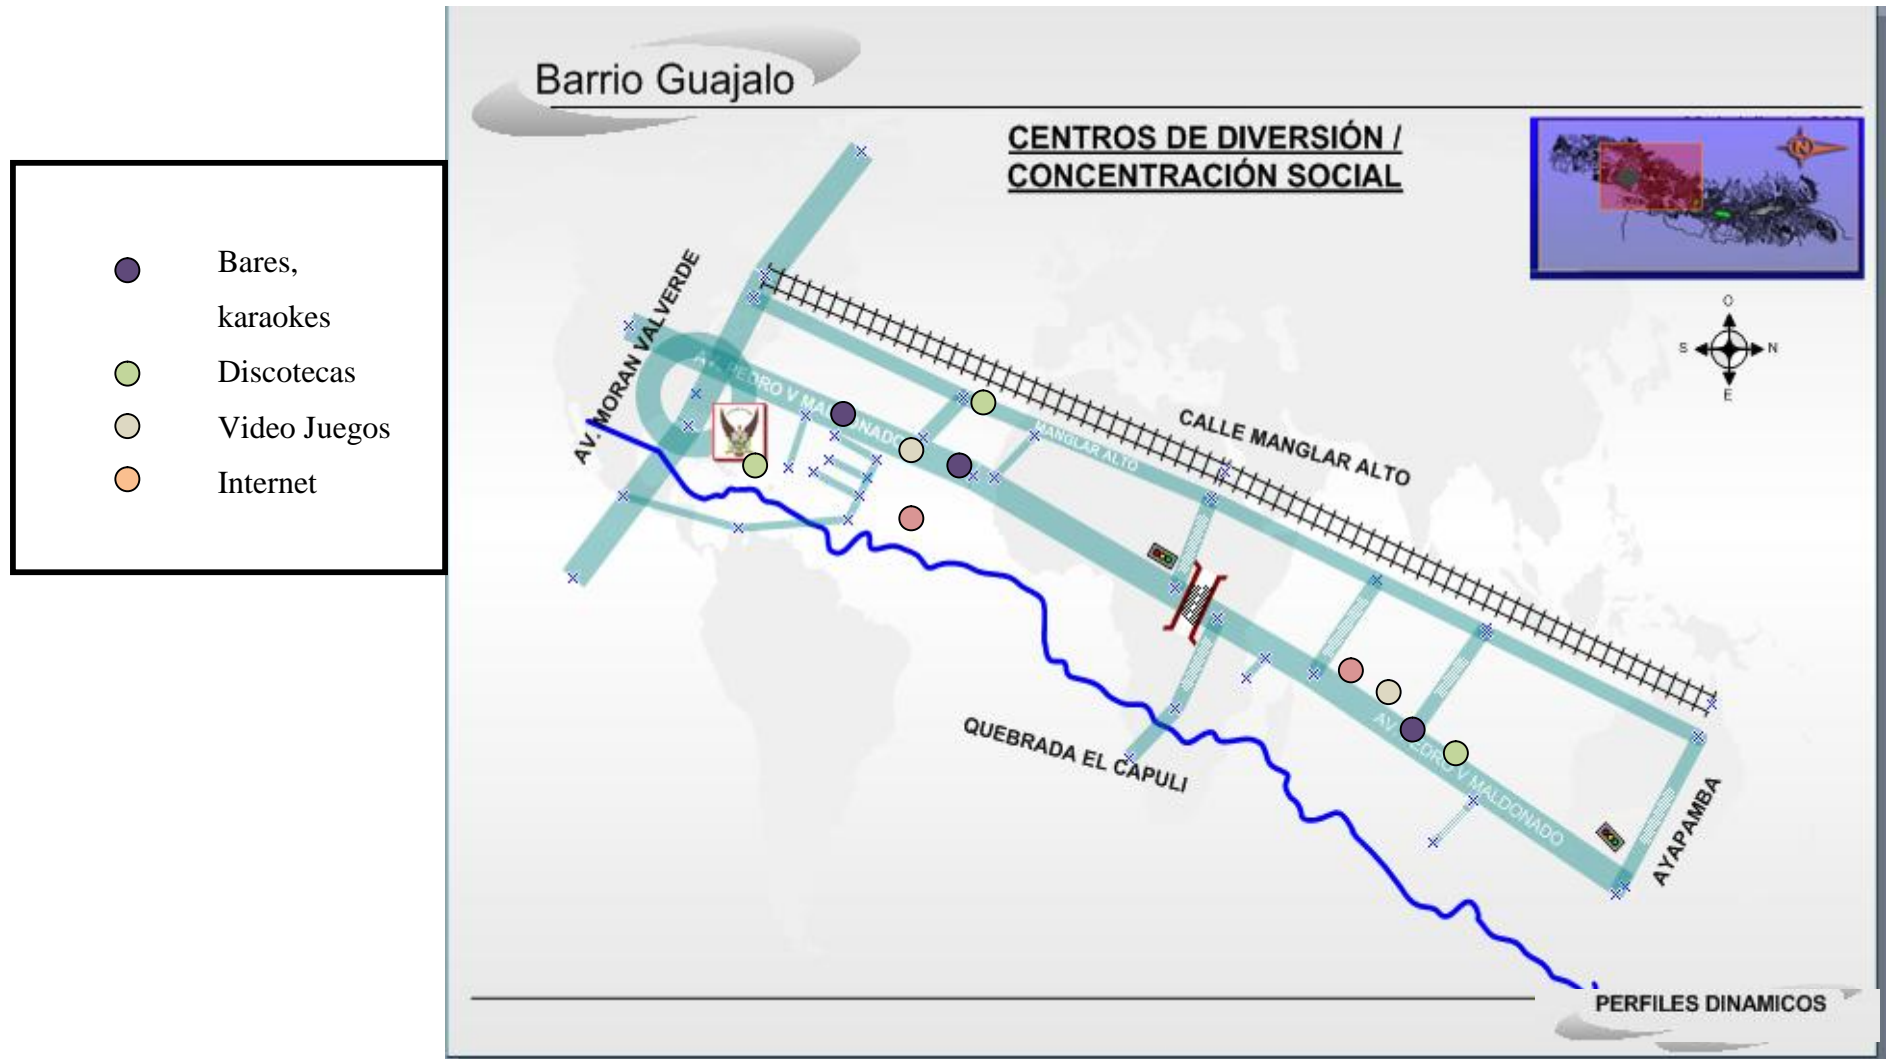 Barrio Guajalo
CENTROS DE DIVERSIÓN /
CONCENTRACIÓN SOCIAL
N
Bares,
karaokes
Discotecas
Video Juegos
Internet
O
S
N
E
AV. MORAN VALVERDE
AV. PEDRO V MALDONADO
MANGLAR ALTO
CALLE MANGLAR ALTO
QUEBRADA EL CAPULI
AV PEDRO V MALDONADO
AYAPAMBA
PERFILES DINAMICOS